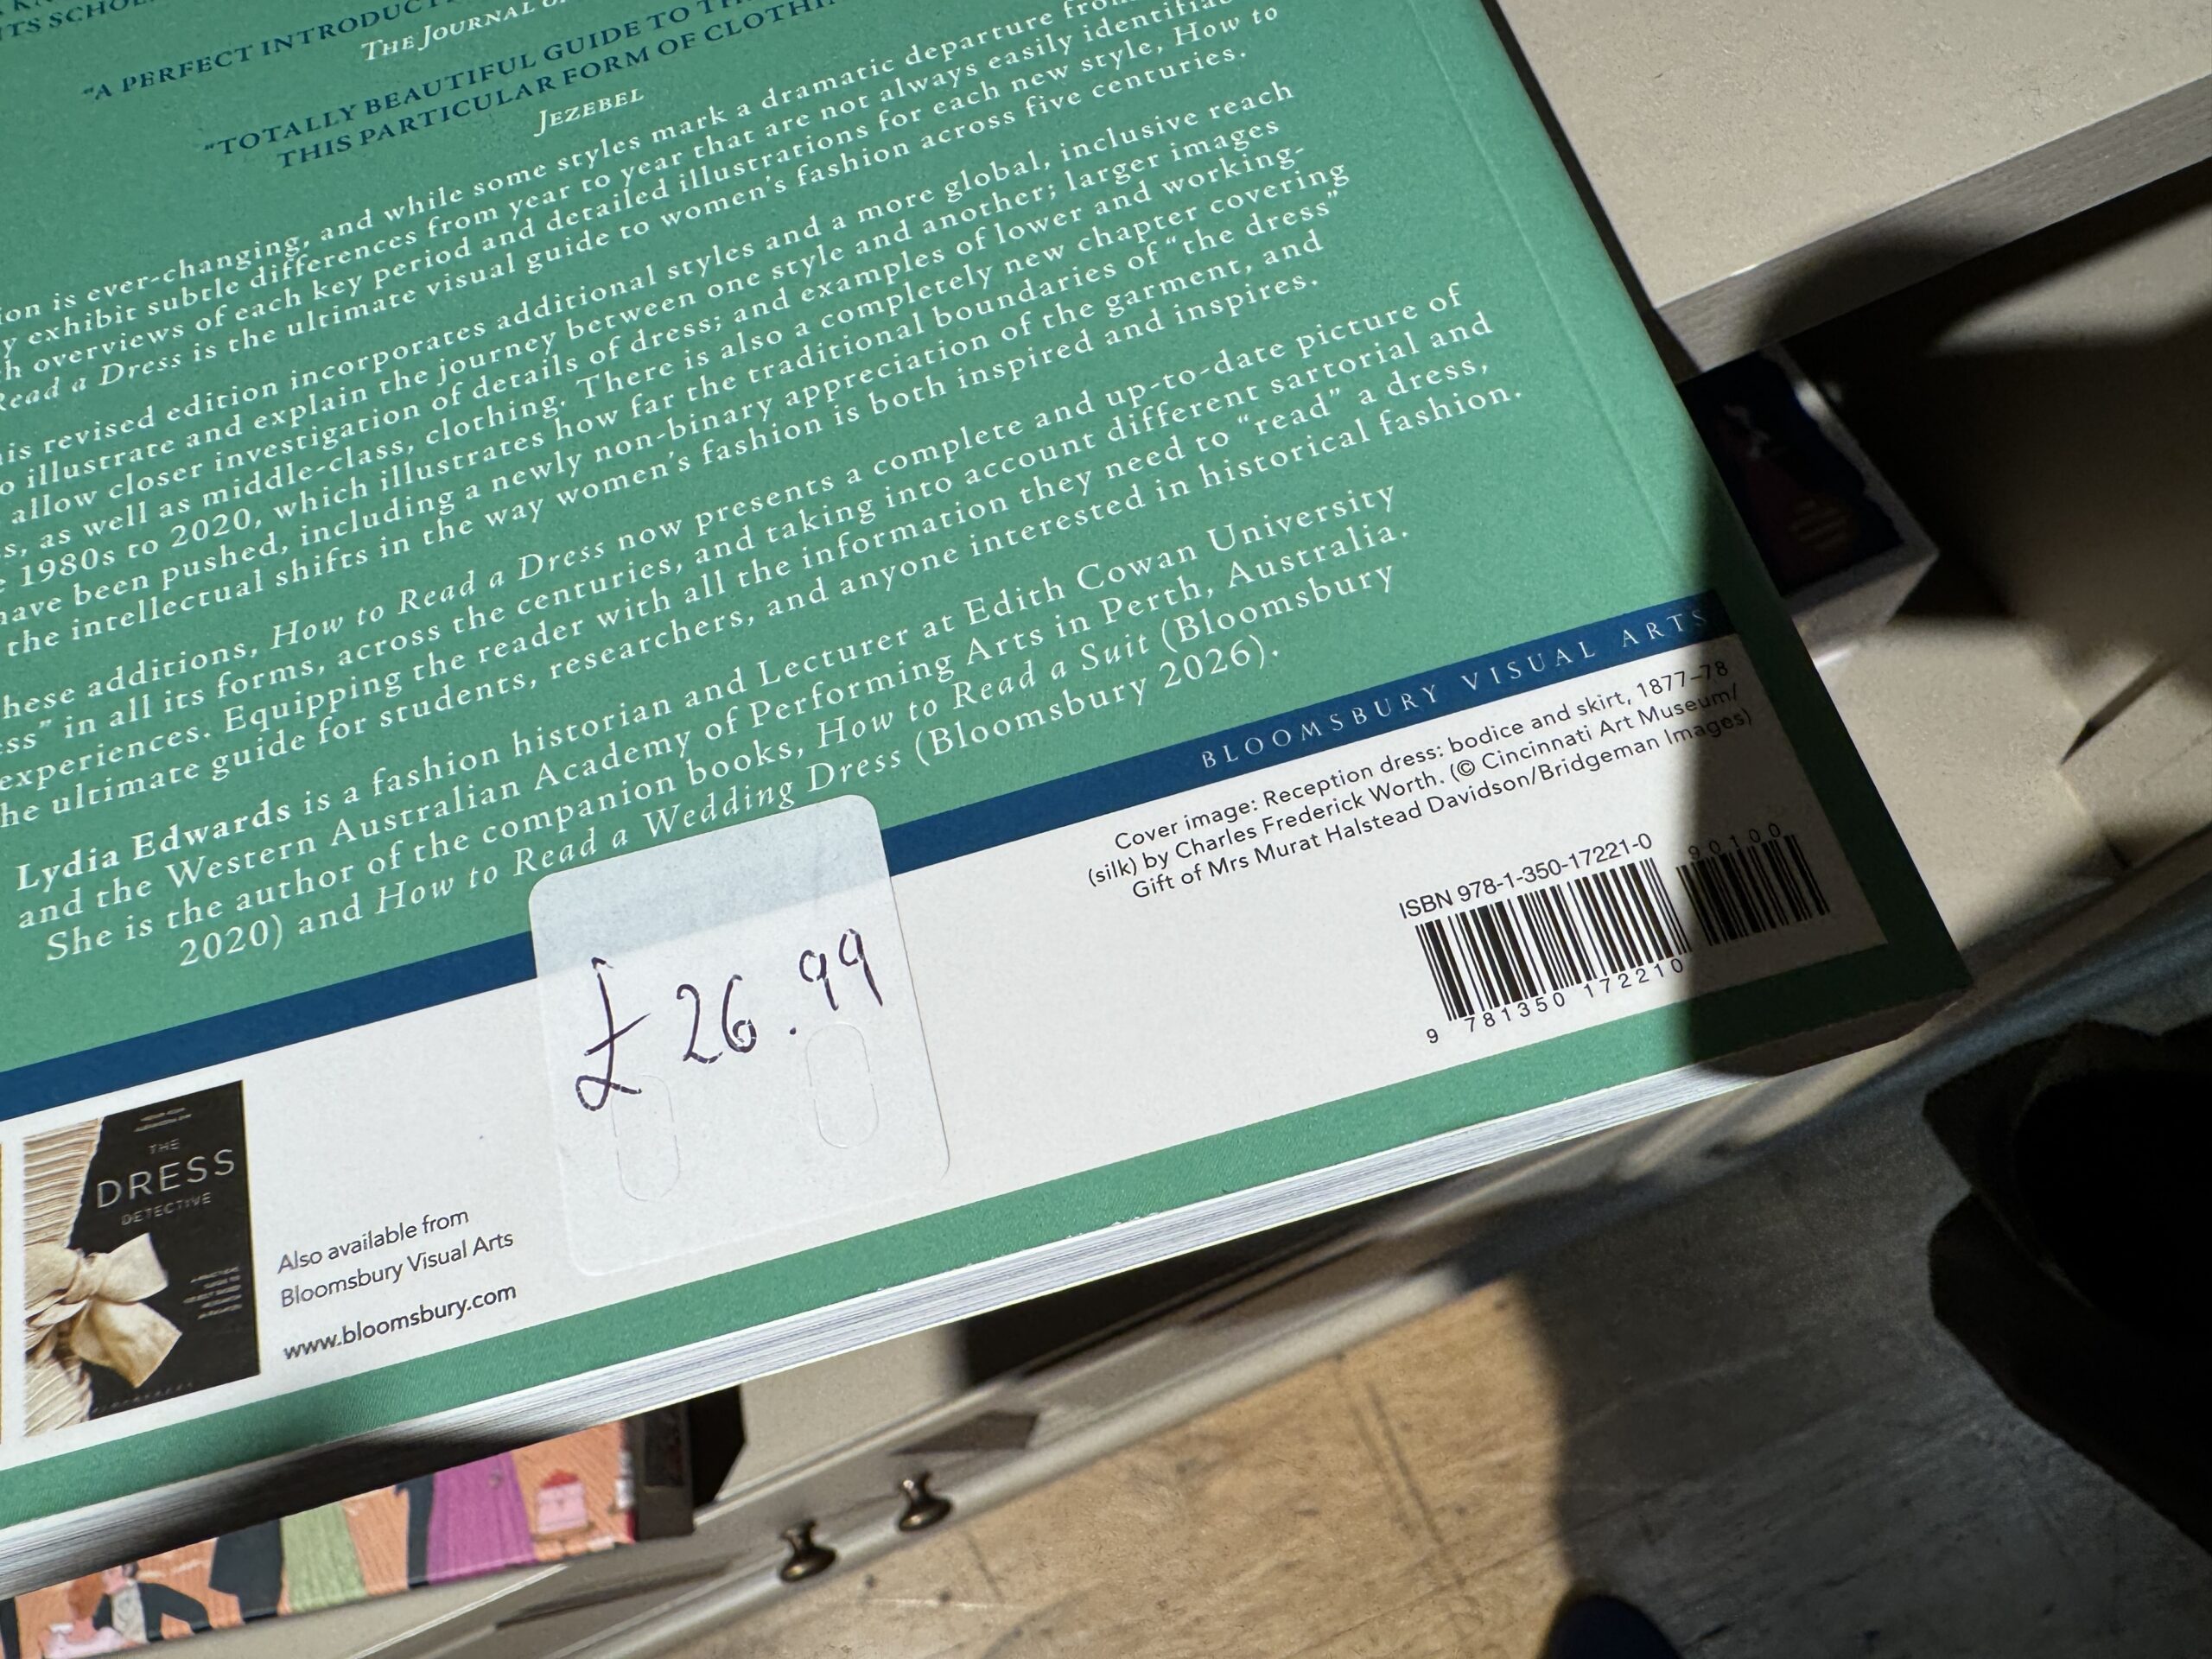 "A PERFECT
THE JOURNAL
"TOTALLY BEAUTIFUL GUIDE TO
THIS PARTICULAR FORM OF
JEZEBEL
is ever-changing, and while some styles mark a dramatic departure
exhibit subtle differences from year to year that are not always easily
overviews of each key period and detailed illustrations for each new style, How to
Read a Dress is the ultimate visual guide to women's fashion across five centuries.
revised edition incorporates additional styles and a more global, inclusive reach
illustrate and explain the journey between one style and another; larger images
allow closer investigation of details of dress; and examples of lower and working-
as well as middle-class, clothing. There is also a completely new chapter covering
1980s to 2020, which illustrates how far the traditional boundaries of "the dress"
have been pushed, including a newly non-binary appreciation of the garment, and
the intellectual shifts in the way women's fashion is both inspired and inspires.
these additions, How to Read a Dress now presents a complete and up-to-date picture of
in all its forms, across the centuries, and taking into account different sartorial and
experiences. Equipping the reader with all the information they need to "read" a dress,
the ultimate guide for students, researchers, and anyone interested in historical fashion.
Lydia Edwards is a fashion historian and Lecturer at Edith Cowan University
and the Western Australian Academy of Performing Arts in Perth, Australia.
She is the author of the companion books, How to Read a Suit (Bloomsbury
2020) and How to Read a Wedding Dress (Bloomsbury 2026).
BLOOMSBURY VISUAL ARTS
Cover image: Reception dress: bodice and skirt, 1877–78
(silk) by Charles Frederick Worth. (© Cincinnati Art Museum/
Gift of Mrs Murat Halstead Davidson/Bridgeman Images)
ISBN 978-1-350-17221-0
90100
9 781350 172210
£26.99
THE
DRESS
DETECTIVE
Also available from
Bloomsbury Visual Arts
www.bloomsbury.com